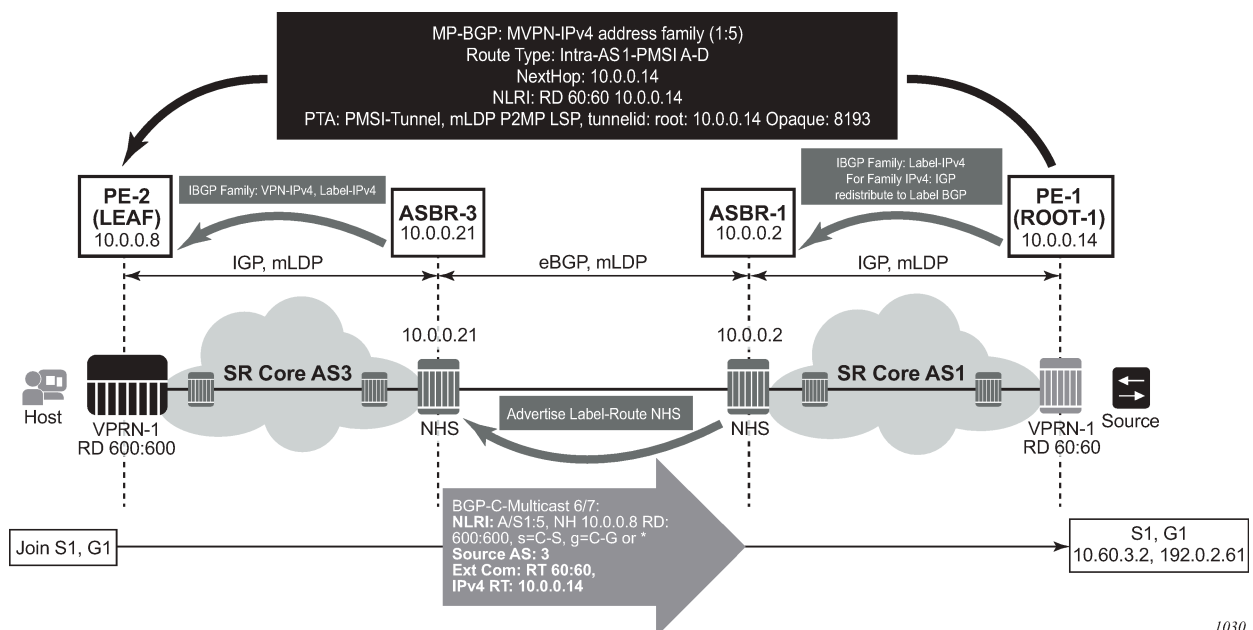 MP-BGP: MVPN-IPv4 address family (1:5)
Route Type: Intra-AS1-PMSI A-D
NextHop: 10.0.0.14
NLRI: RD 60:60 10.0.0.14
PTA: PMSI-Tunnel, mLDP P2MP LSP, tunnelid: root: 10.0.0.14 Opaque: 8193
PE-2
(LEAF)
10.0.0.8
IBGP Family: VPN-IPv4, Label-IPv4
ASBR-3
10.0.0.21
ASBR-1
10.0.0.2
IBGP Family: Label-IPv4
For Family IPv4: IGP
redistribute to Label BGP
PE-1
(ROOT-1)
10.0.0.14
IGP, mLDP
eBGP, mLDP
IGP, mLDP
10.0.0.21
10.0.0.2
SR Core AS3
SR Core AS1
Host
VPRN-1
RD 600:600
NHS
Advertise Label-Route NHS
NHS
VPRN-1
RD 60:60
Source
BGP-C-Multicast 6/7:
NLRI: A/S1:5, NH 10.0.0.8 RD:
600:600, s=C-S, g=C-G or *
Source AS: 3
Ext Com: RT 60:60,
IPv4 RT: 10.0.0.14
Join S1, G1
S1, G1
10.60.3.2, 192.0.2.61
1030